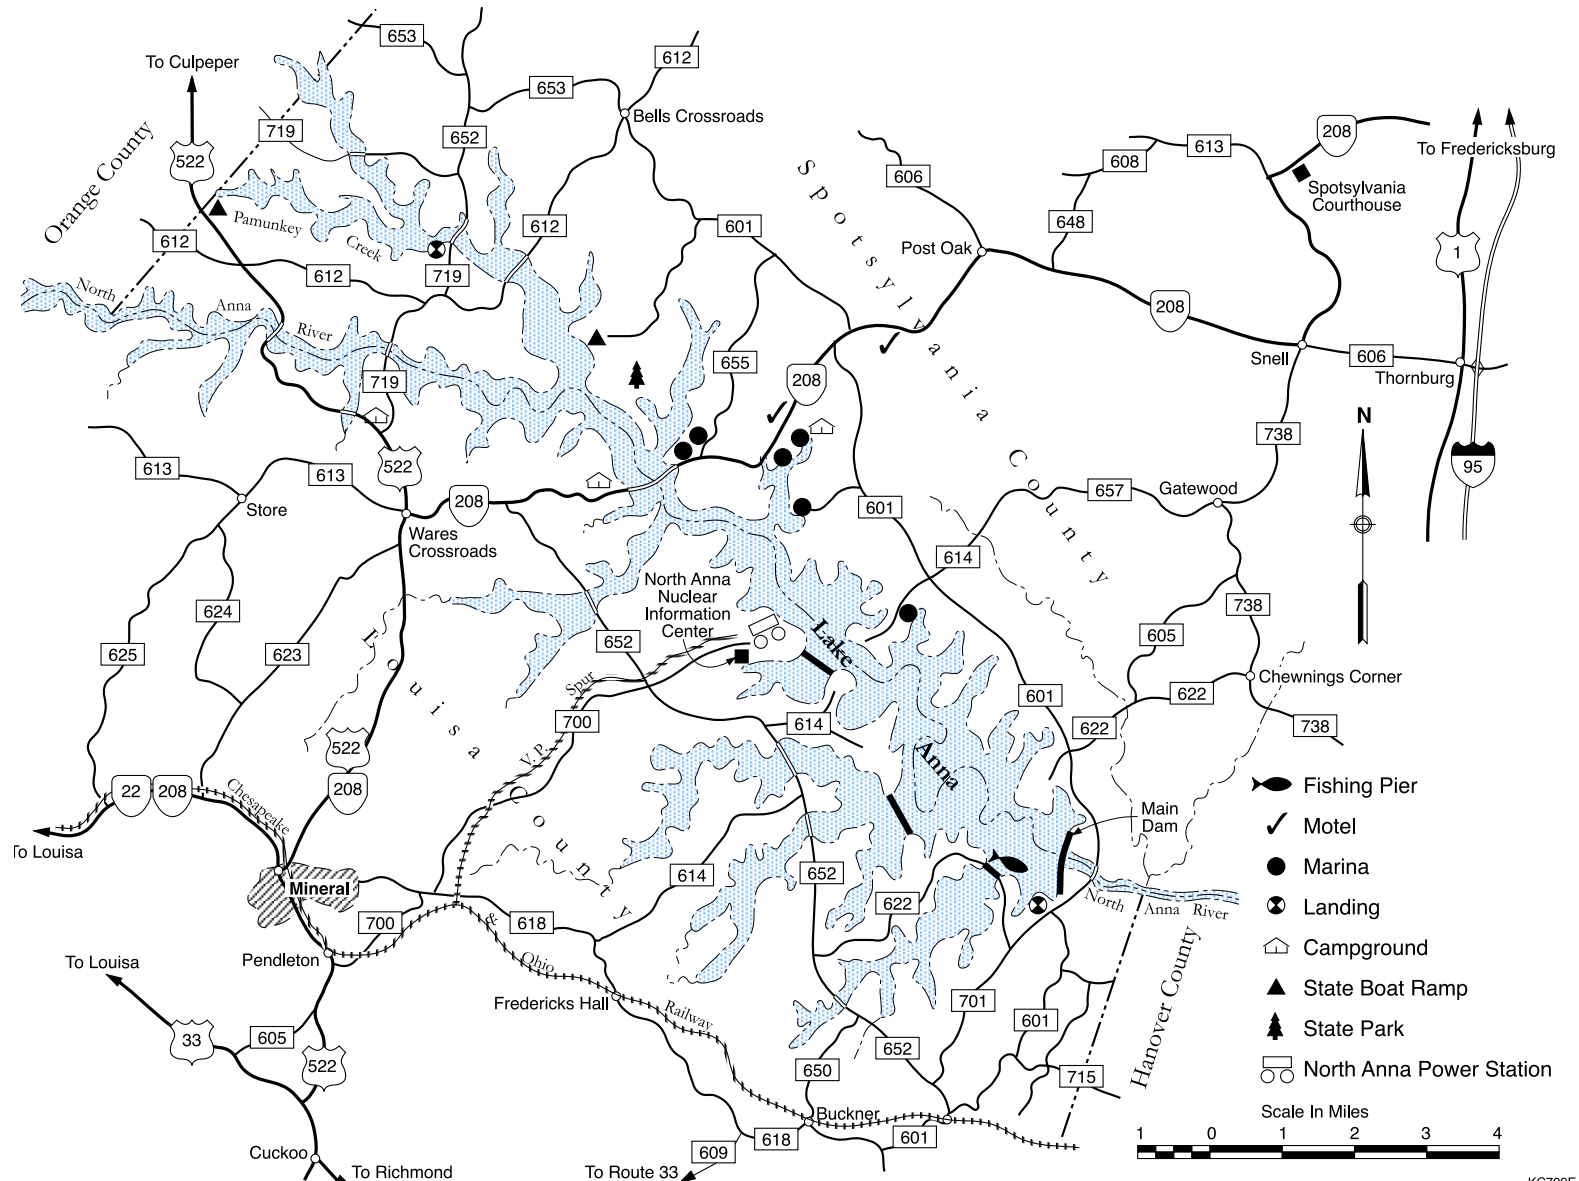 653
612
To Culpeper
653
Bells Crossroads
719
652
522
208
613
608
To Fredericksburg
606
Spotsylvania
Courthouse
Orange County
Pamunkey
Creek
612
612
601
648
Post Oak
1
612
719
North
Anna
River
208
Spotsylvania County
Snell
606
Thornburg
655
208
719
N
738
95
613
613
522
208
Store
Wares
Crossroads
657
Gatewood
601
614
North Anna
Nuclear
Information
Center
624
625
623
652
Lake
738
605
Louisa County
Spur
Chewnings Corner
622
601
622
738
700
614
522
V.P.
Anna
22
208
208
Chesapeake
To Louisa
Main
Dam
Fishing Pier
Motel
Marina
Landing
Campground
State Boat Ramp
State Park
North Anna Power Station
Mineral
614
652
622
North
Anna
River
700
618
&
Ohio
Railway
To Louisa
Pendleton
Fredericks Hall
701
601
Hanover County
33
605
522
652
650
715
Buckner
601
618
609
Cuckoo
To Richmond
To Route 33
Scale In Miles
1 0 1 2 3 4